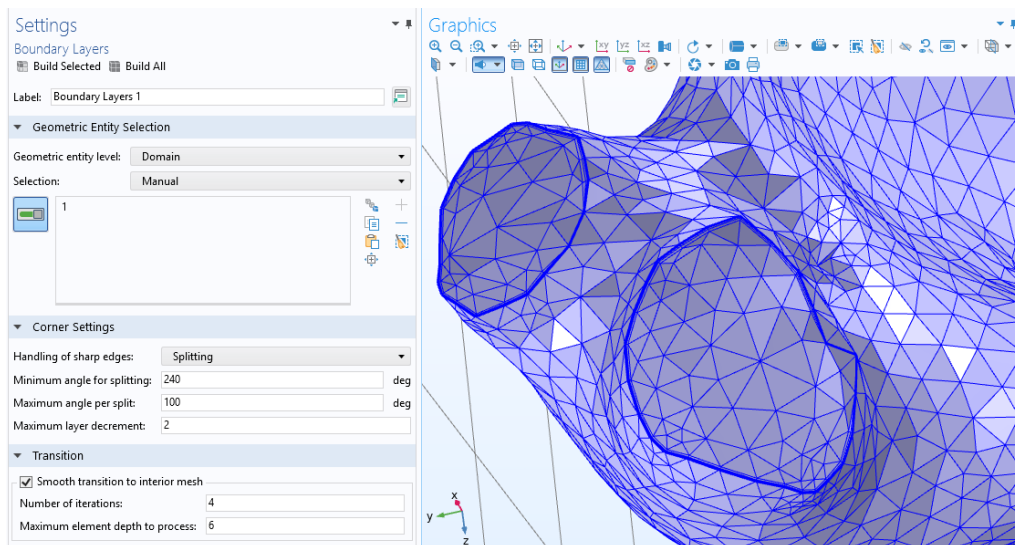 Settings
Boundary Layers
Build Selected Build All
Label: Boundary Layers 1
Geometric Entity Selection
Geometric entity level: Domain
Selection: Manual
1
Corner Settings
Handling of sharp edges: Splitting
Minimum angle for splitting: 240 deg
Maximum angle per split: 100 deg
Maximum layer decrement: 2
Transition
Smooth transition to interior mesh
Number of iterations: 4
Maximum element depth to process: 6
Graphics
xy yz xz
x
y
z